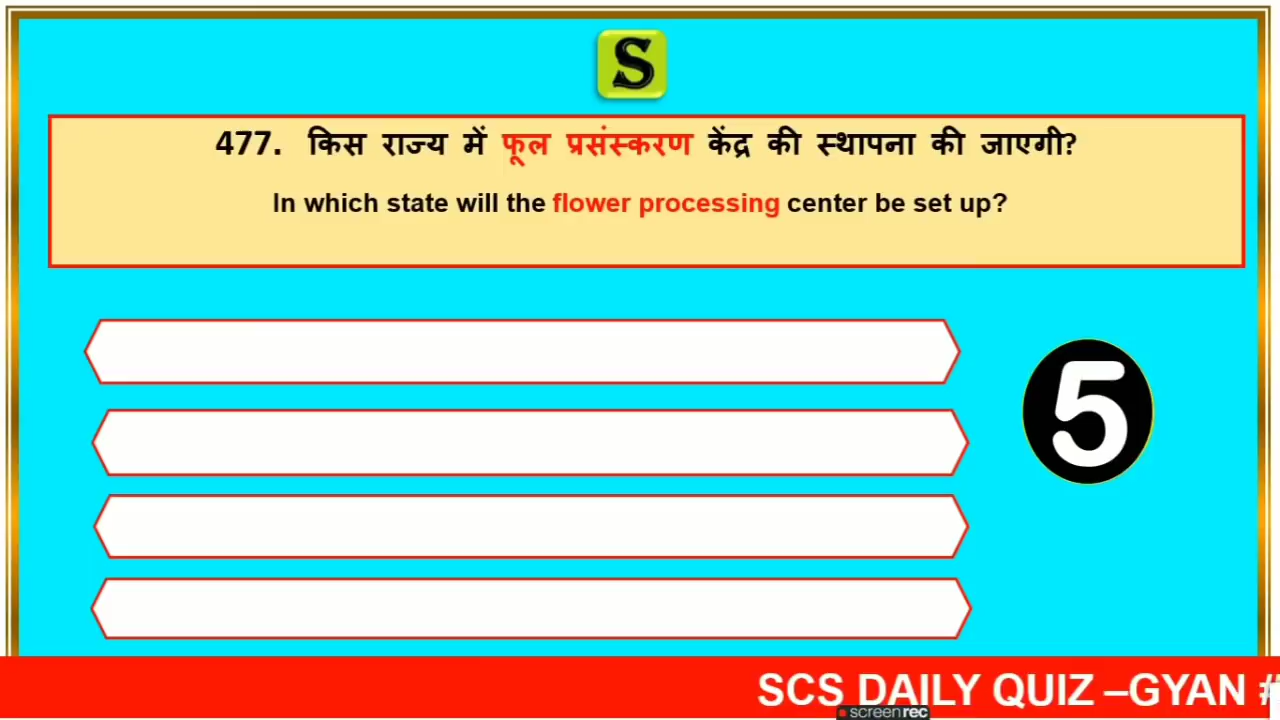 S
477. किस राज्य में फूल प्रसंस्करण केंद्र की स्थापना की जाएगी?
In which state will the flower processing center be set up?
5
SCS DAILY QUIZ –GYAN #
screenrec